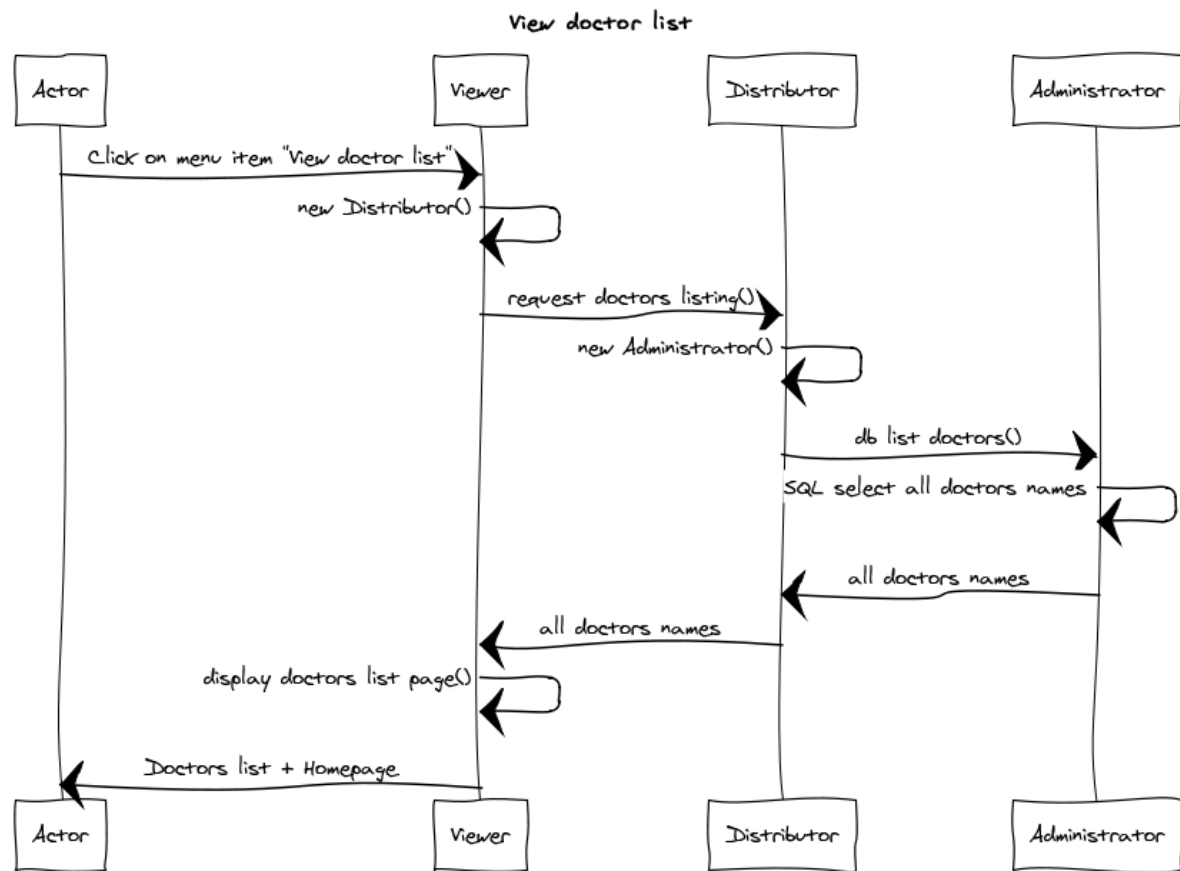 View doctor list
Actor
Viewer
Distributor
Administrator
Click on menu item "View doctor list"
new Distributor()
request doctors listing()
new Administrator()
db list doctors()
SQL select all doctors names
all doctors names
all doctors names
display doctors list page()
Doctors list + Homepage
Actor
Viewer
Distributor
Administrator